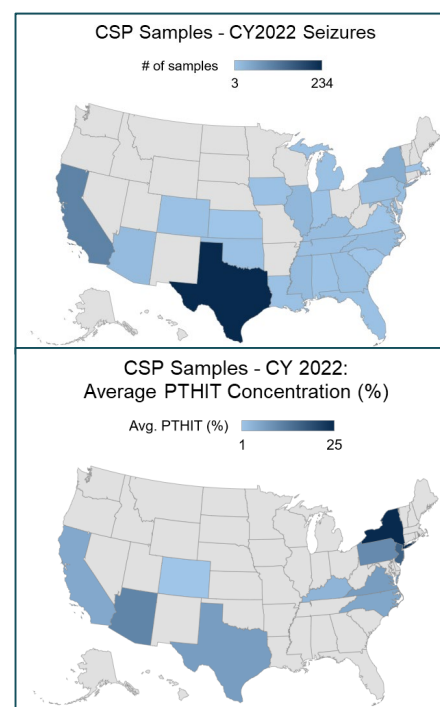 CSP Samples - CY2022 Seizures
# of samples
3 234
CSP Samples - CY 2022:
Average PTHIT Concentration (%)
Avg. PTHIT (%)
1 25